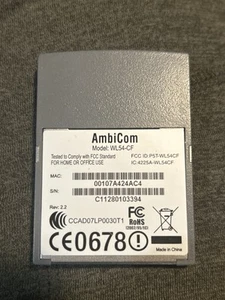 AmbiCom
Model: WL54-CF
Tested to Comply with FCC Standard
FOR HOME OR OFFICE USE
FCC ID:PST-WL54CF
IC:4225A-WL54CF
MAC:
00107A424AC4
S/N:
C11280103394
Rev: 2.2
CCAD07LP0030T1
FC
RoHS
CE0678
Made in China